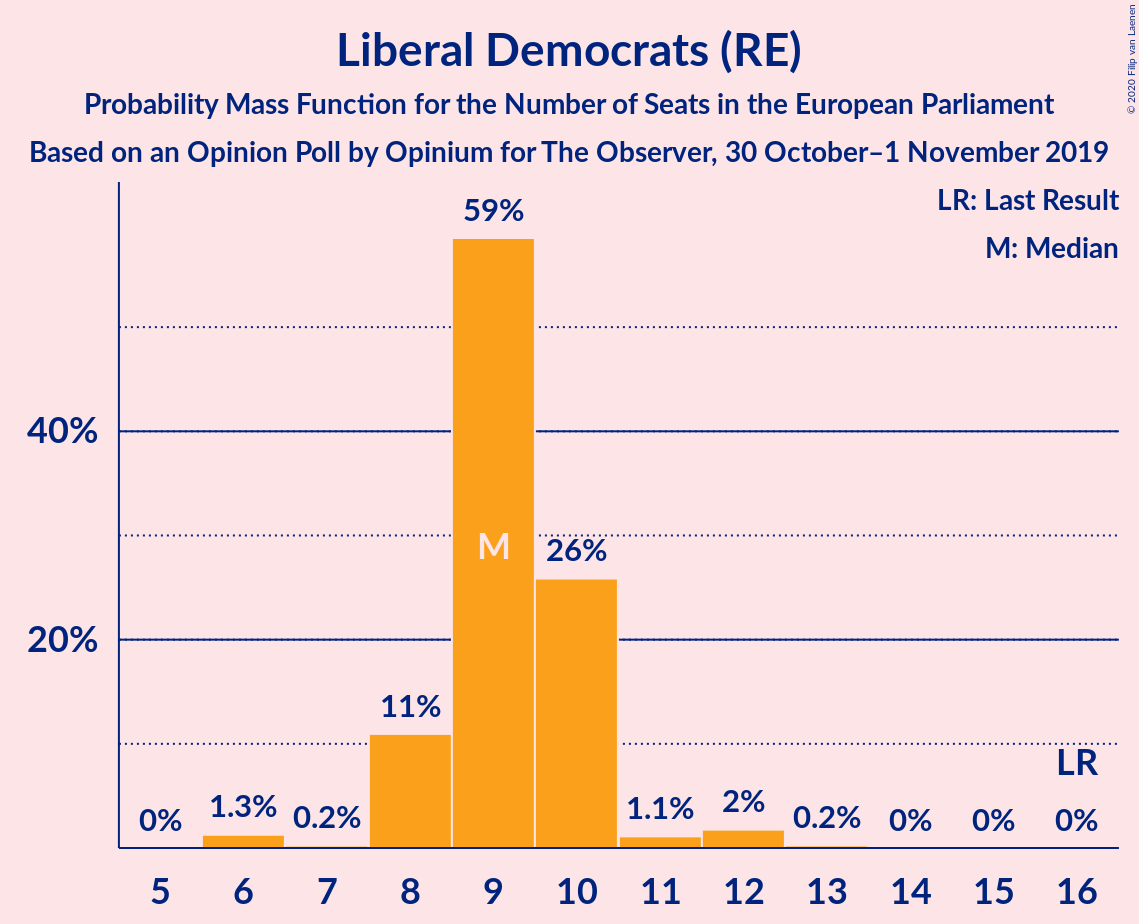 Liberal Democrats (RE)
Probability Mass Function for the Number of Seats in the European Parliament
Based on an Opinion Poll by Opinium for The Observer, 30 October–1 November 2019
© 2020 Filip van Laenen
LR: Last Result
M: Median
59%
40%
M
26%
20%
11%
LR
0%
1.3%
0.2%
1.1%
2%
0.2%
0%
0%
0%
5 6 7 8 9 10 11 12 13 14 15 16